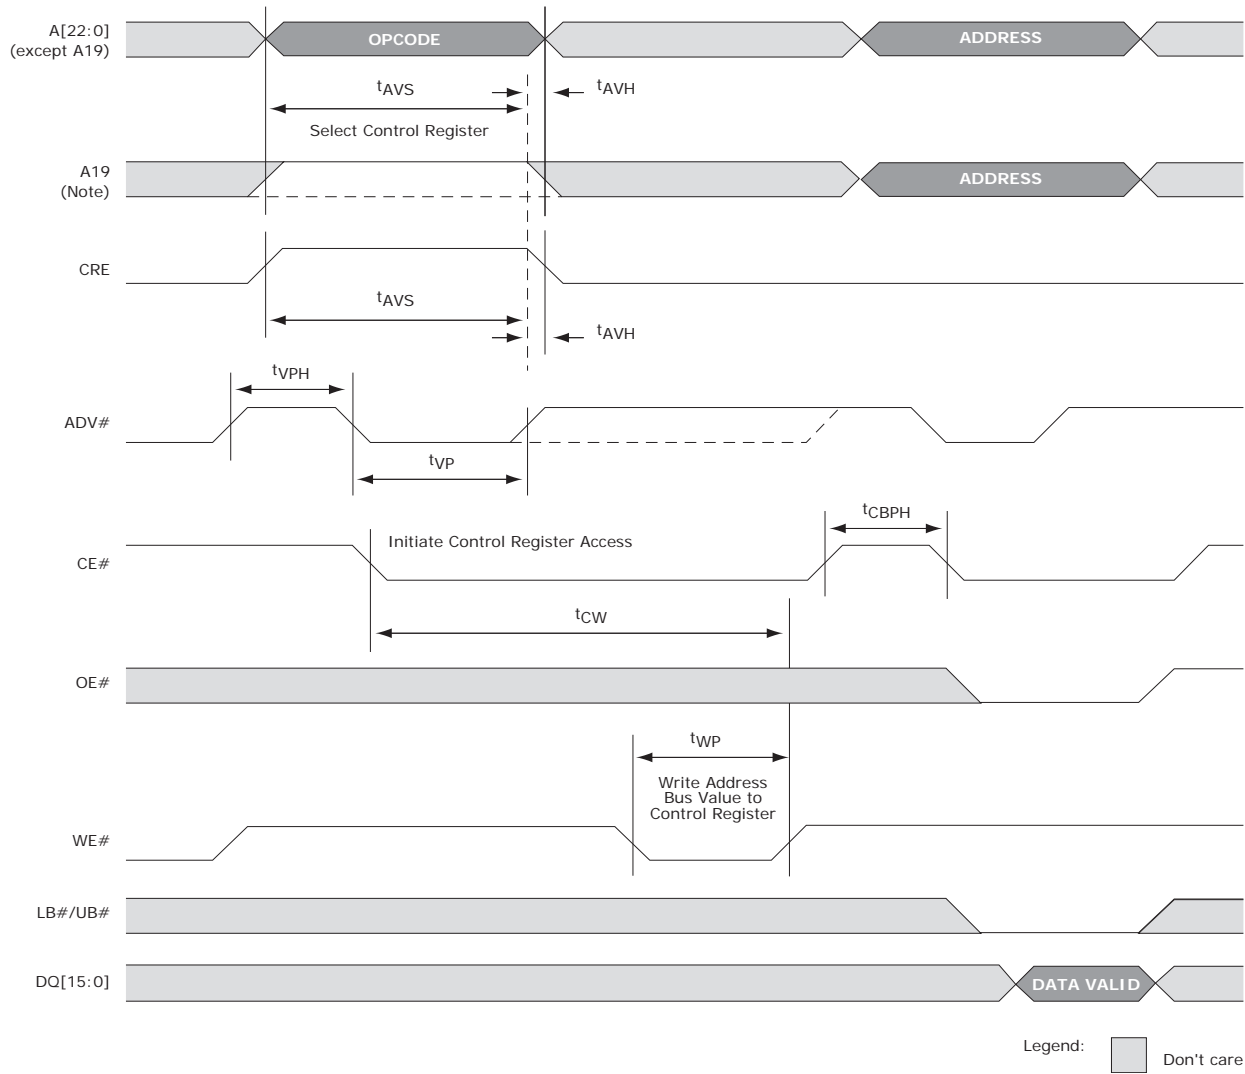 A[22:0]
(except A19)
OPCODE
ADDRESS
tAVS
tAVH
Select Control Register
A19
(Note)
ADDRESS
CRE
tAVS
tAVH
tVPH
ADV#
tVP
tCBPH
Initiate Control Register Access
CE#
tCW
OE#
tWP
Write Address
Bus Value to
Control Register
WE#
LB#/UB#
DQ[15:0]
DATA VALID
Legend:
Don't care